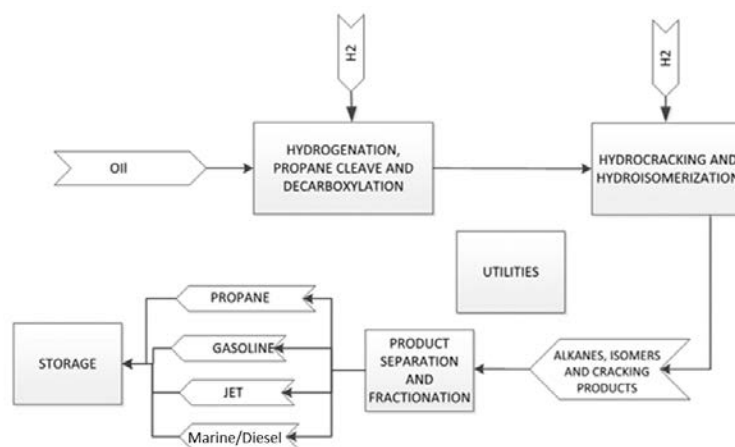 H2
H2
OIl
HYDROGENATION,
PROPANE CLEAVE AND
DECARBOXYLATION
HYDROCRACKING AND
HYDROISOMERIZATION
UTILITIES
PROPANE
GASOLINE
JET
Marine/Diesel
STORAGE
PRODUCT
SEPARATION
AND
FRACTIONATION
ALKANES, ISOMERS
AND CRACKING
PRODUCTS